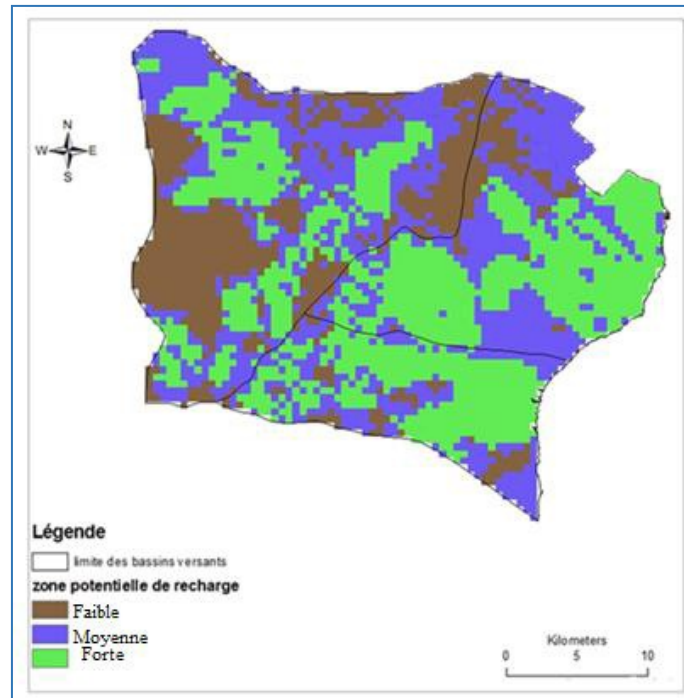 N
W E
S
Légende
limite des bassins versants
zone potentielle de recharge
Faible
Moyenne
Forte
Kilometers
0 5 10